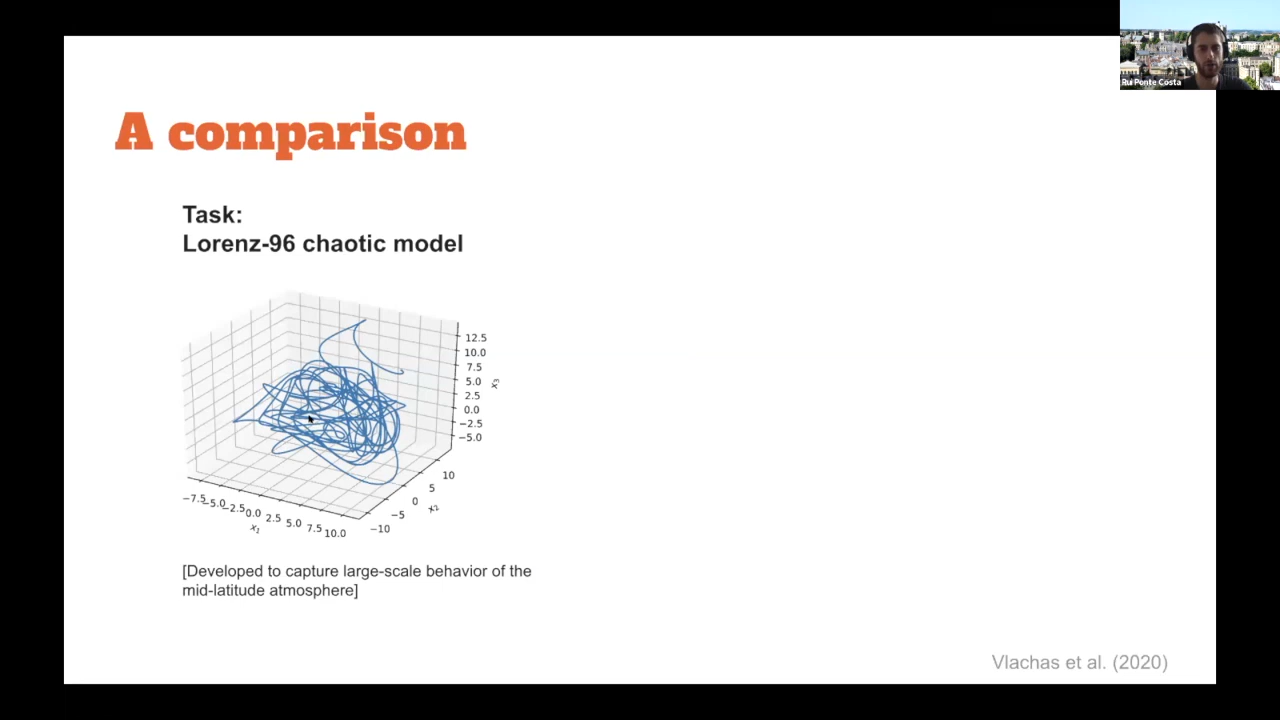 Rui Ponte Costa
A comparison
Task:
Lorenz-96 chaotic model
12.5
10.0
7.5
5.0
2.5
0.0
−2.5
−5.0
x3
10
5
0
−5
−10
x2
−7.5
−5.0
−2.5
0.0
2.5
5.0
7.5
10.0
x1
[Developed to capture large-scale behavior of the
mid-latitude atmosphere]
Vlachas et al. (2020)